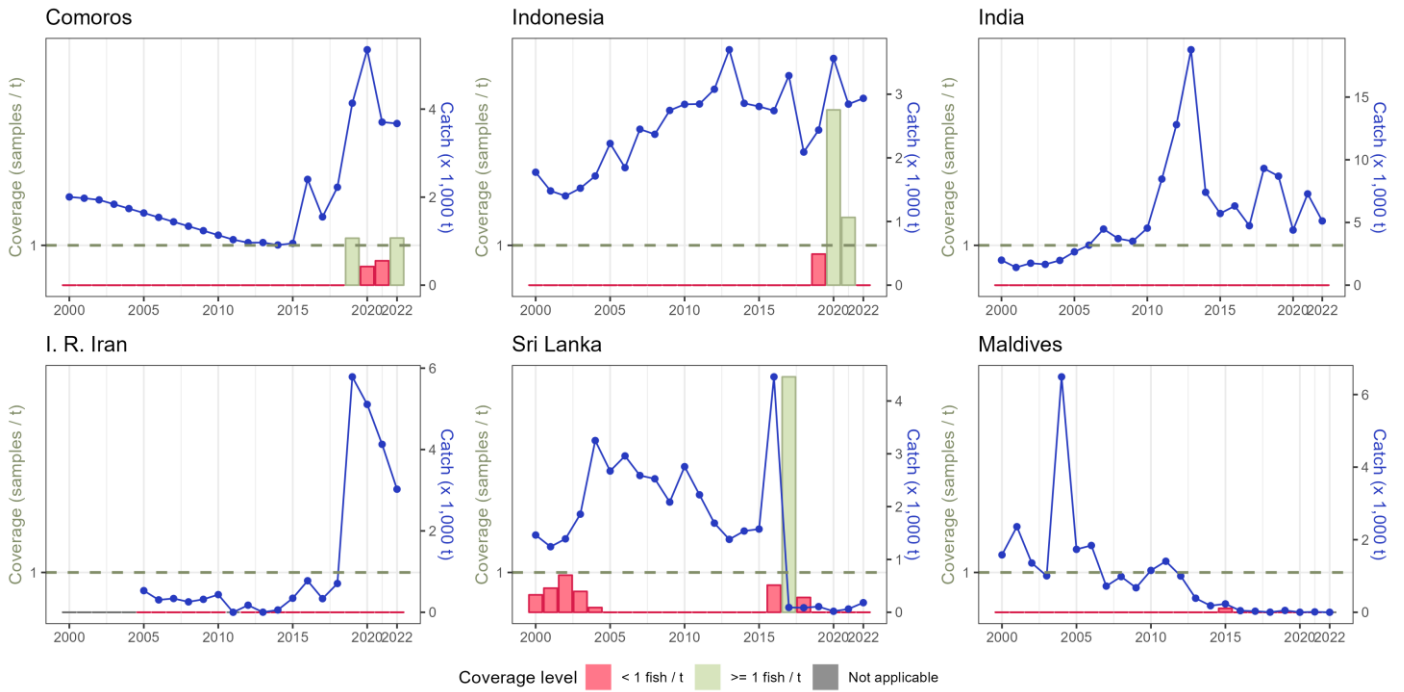 Comoros
Coverage (samples / t)
1
4
2
0
Catch (x 1,000 t)
2000 2005 2010 2015 2020 2022
Indonesia
Coverage (samples / t)
1
3
2
1
0
Catch (x 1,000 t)
2000 2005 2010 2015 2020 2022
India
Coverage (samples / t)
1
15
10
5
0
Catch (x 1,000 t)
2000 2005 2010 2015 2020 2022
I. R. Iran
Coverage (samples / t)
1
6
4
2
0
Catch (x 1,000 t)
2000 2005 2010 2015 2020 2022
Sri Lanka
Coverage (samples / t)
1
4
3
2
1
0
Catch (x 1,000 t)
2000 2005 2010 2015 2020 2022
Maldives
Coverage (samples / t)
1
6
4
2
0
Catch (x 1,000 t)
2000 2005 2010 2015 2020 2022
Coverage level < 1 fish / t >= 1 fish / t Not applicable